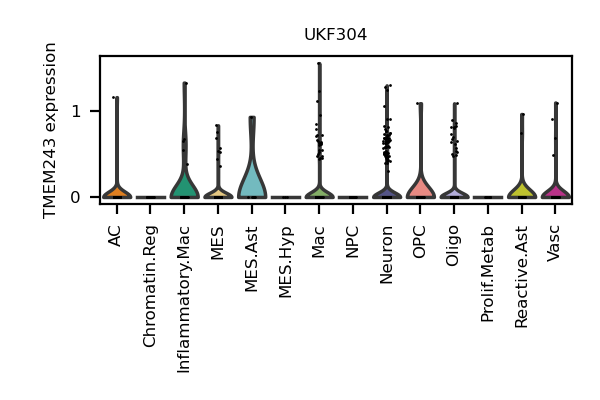 UKF304
TMEM243 expression
1
0
AC
Chromatin.Reg
Inflammatory.Mac
MES
MES.Ast
MES.Hyp
Mac
NPC
Neuron
OPC
Oligo
Prolif.Metab
Reactive.Ast
Vasc